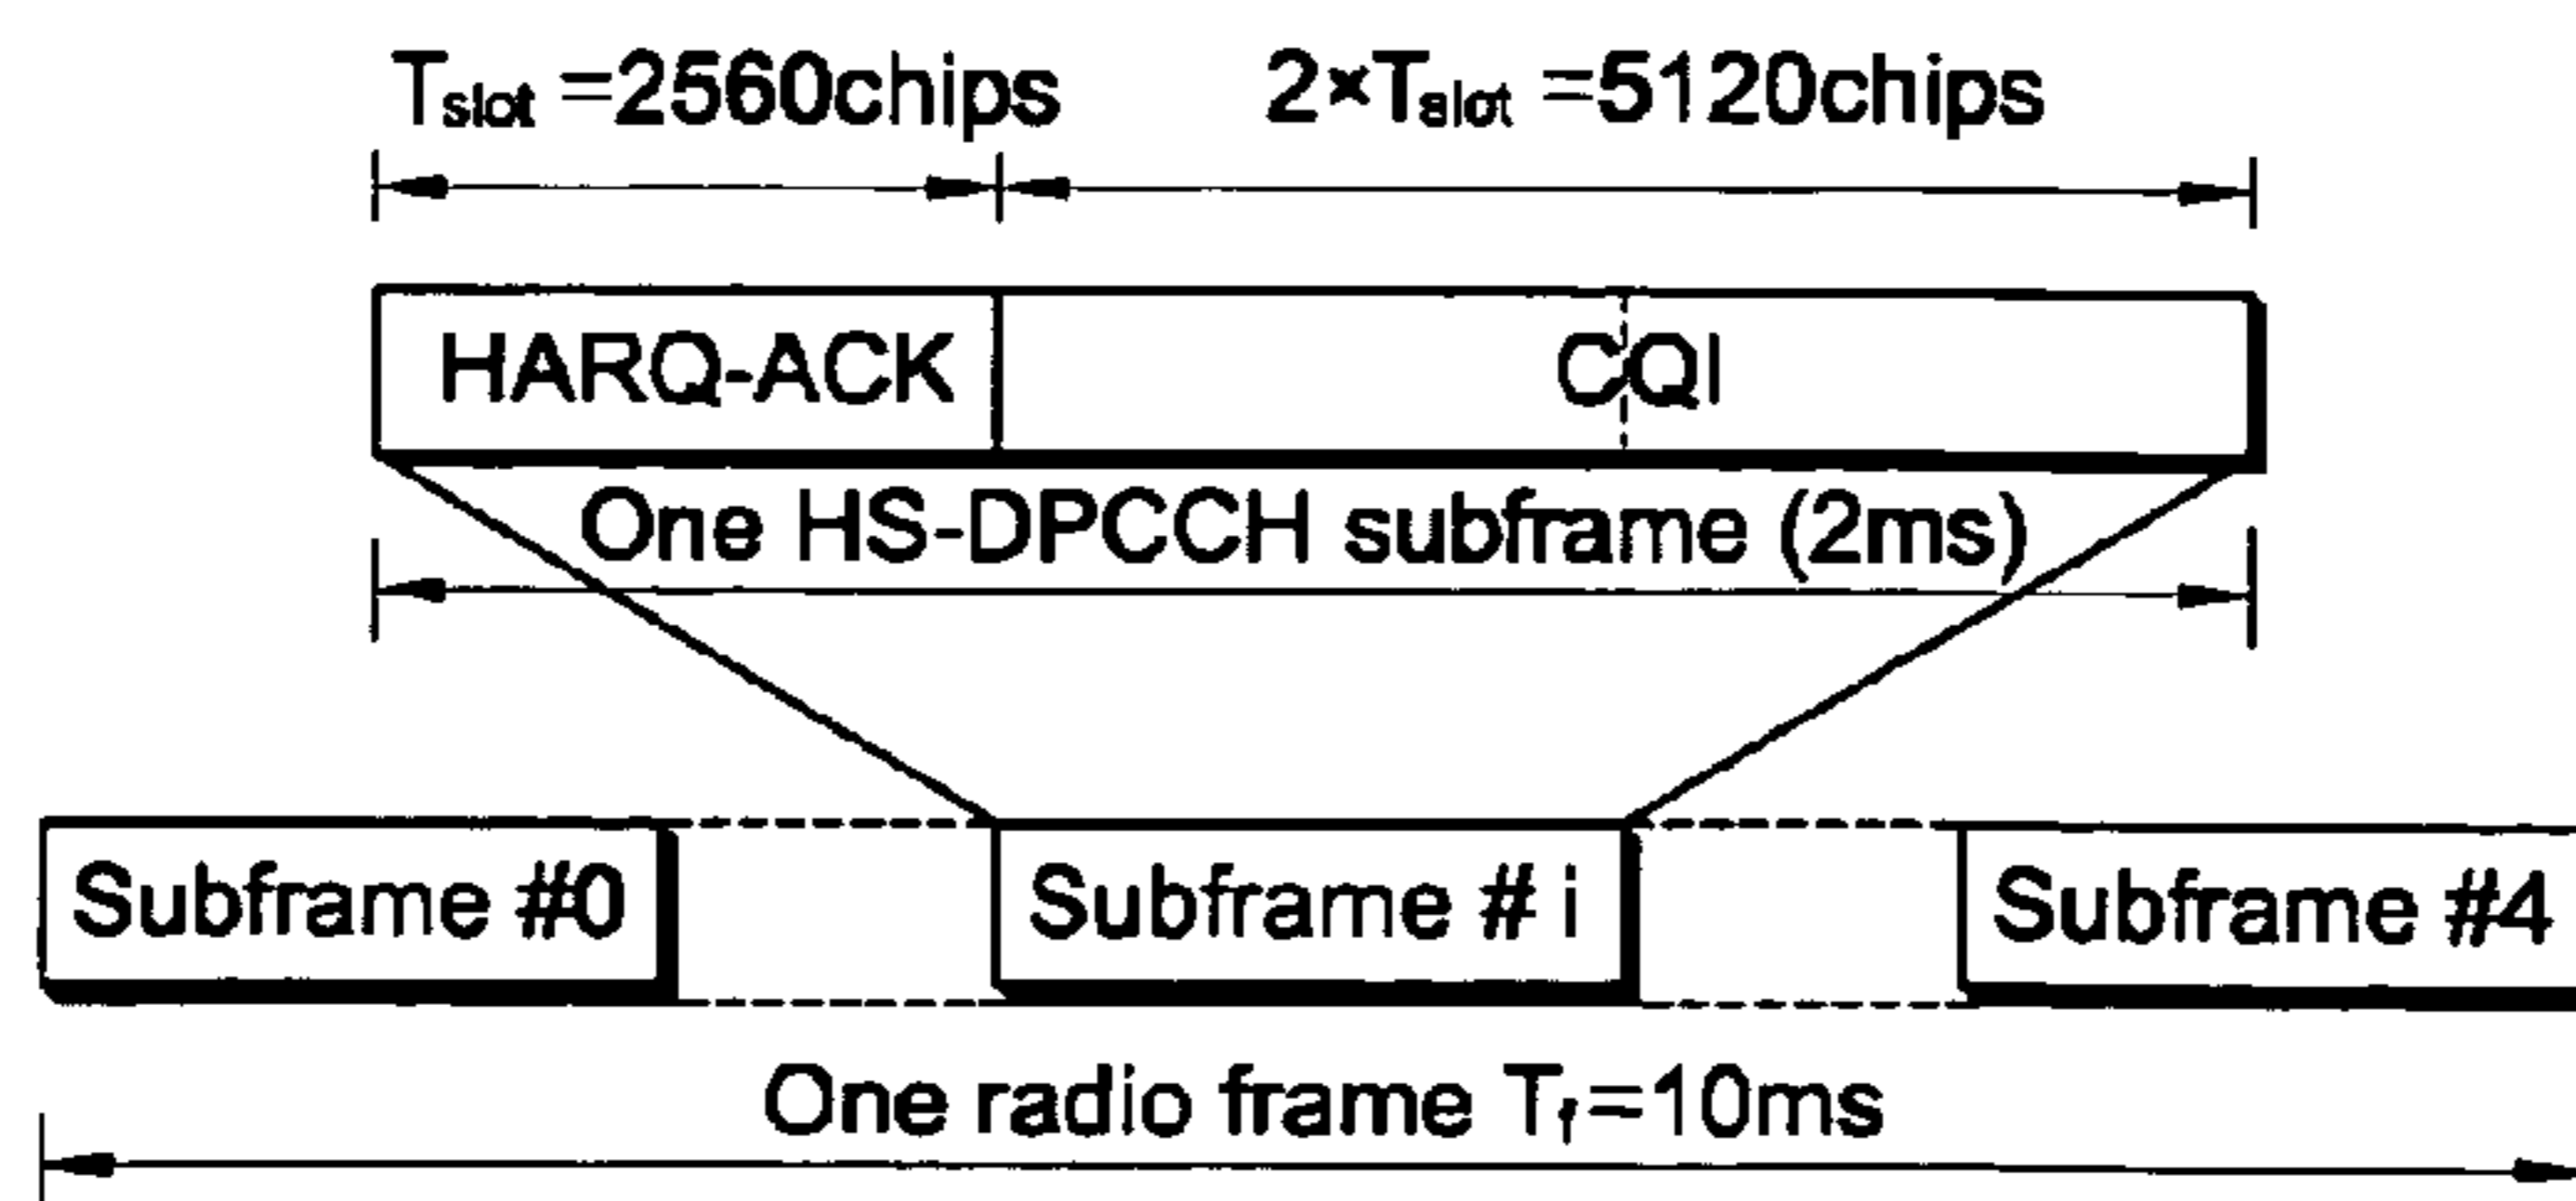 Tslot =2560chips 2×Tslot =5120chips
HARQ-ACK CQI
One HS-DPCCH subframe (2ms)
Subframe #0 Subframe # i Subframe #4
One radio frame Tf=10ms